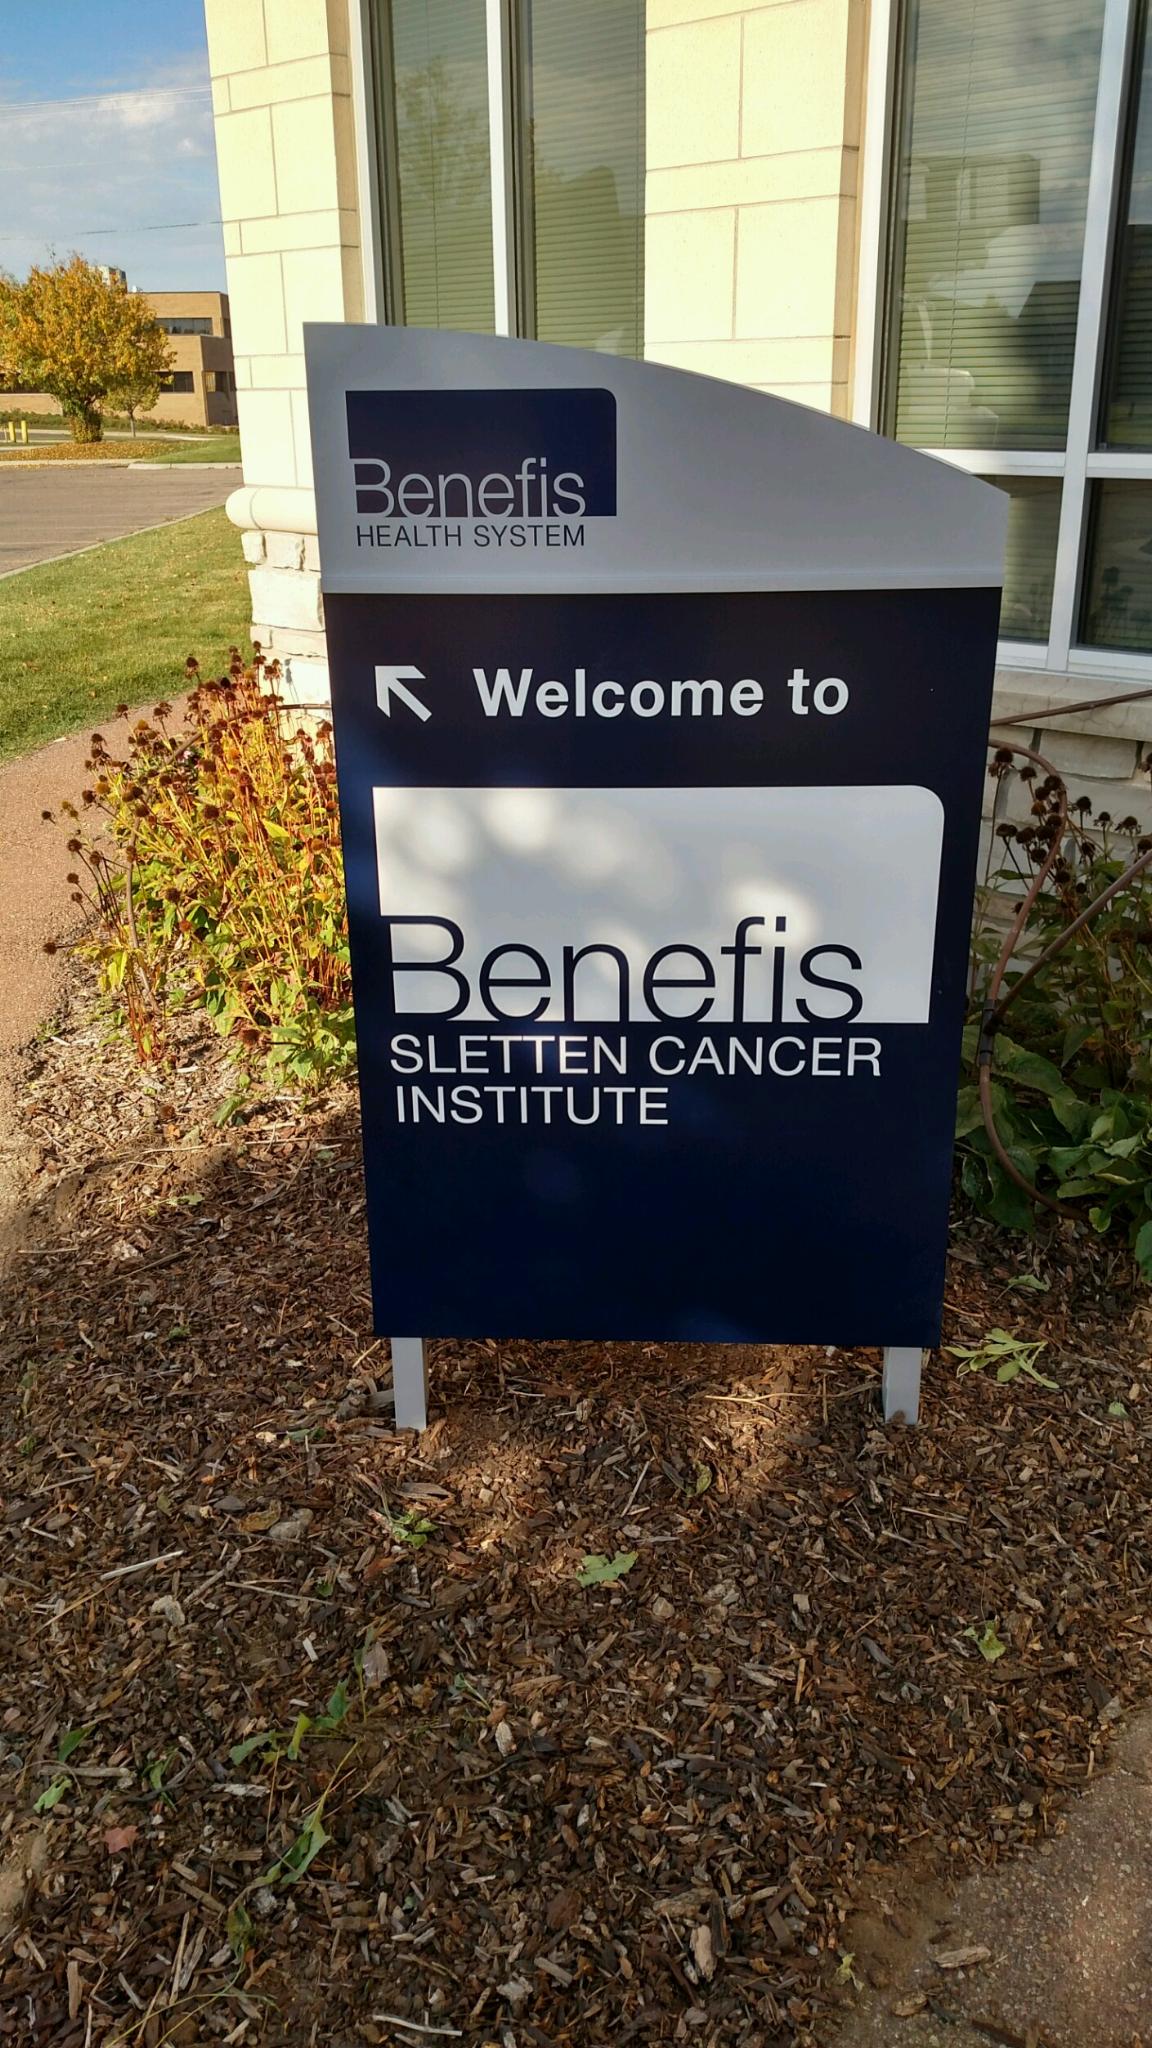 Benefis
HEALTH SYSTEM
Welcome to
Benefis
SLETTEN CANCER
INSTITUTE